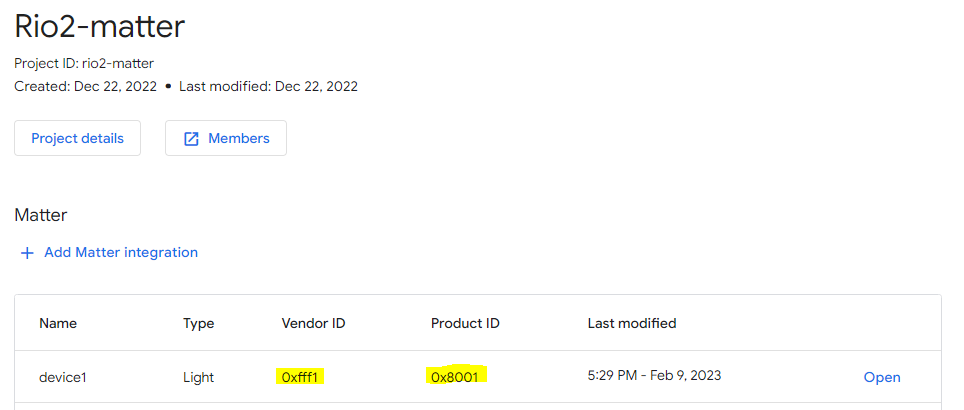 Rio2-matter
Project ID: rio2-matter
Created: Dec 22, 2022 • Last modified: Dec 22, 2022
Project details Members
Matter
+ Add Matter integration
Name Type Vendor ID Product ID Last modified
device1 Light 0xfff1 0x8001 5:29 PM - Feb 9, 2023 Open